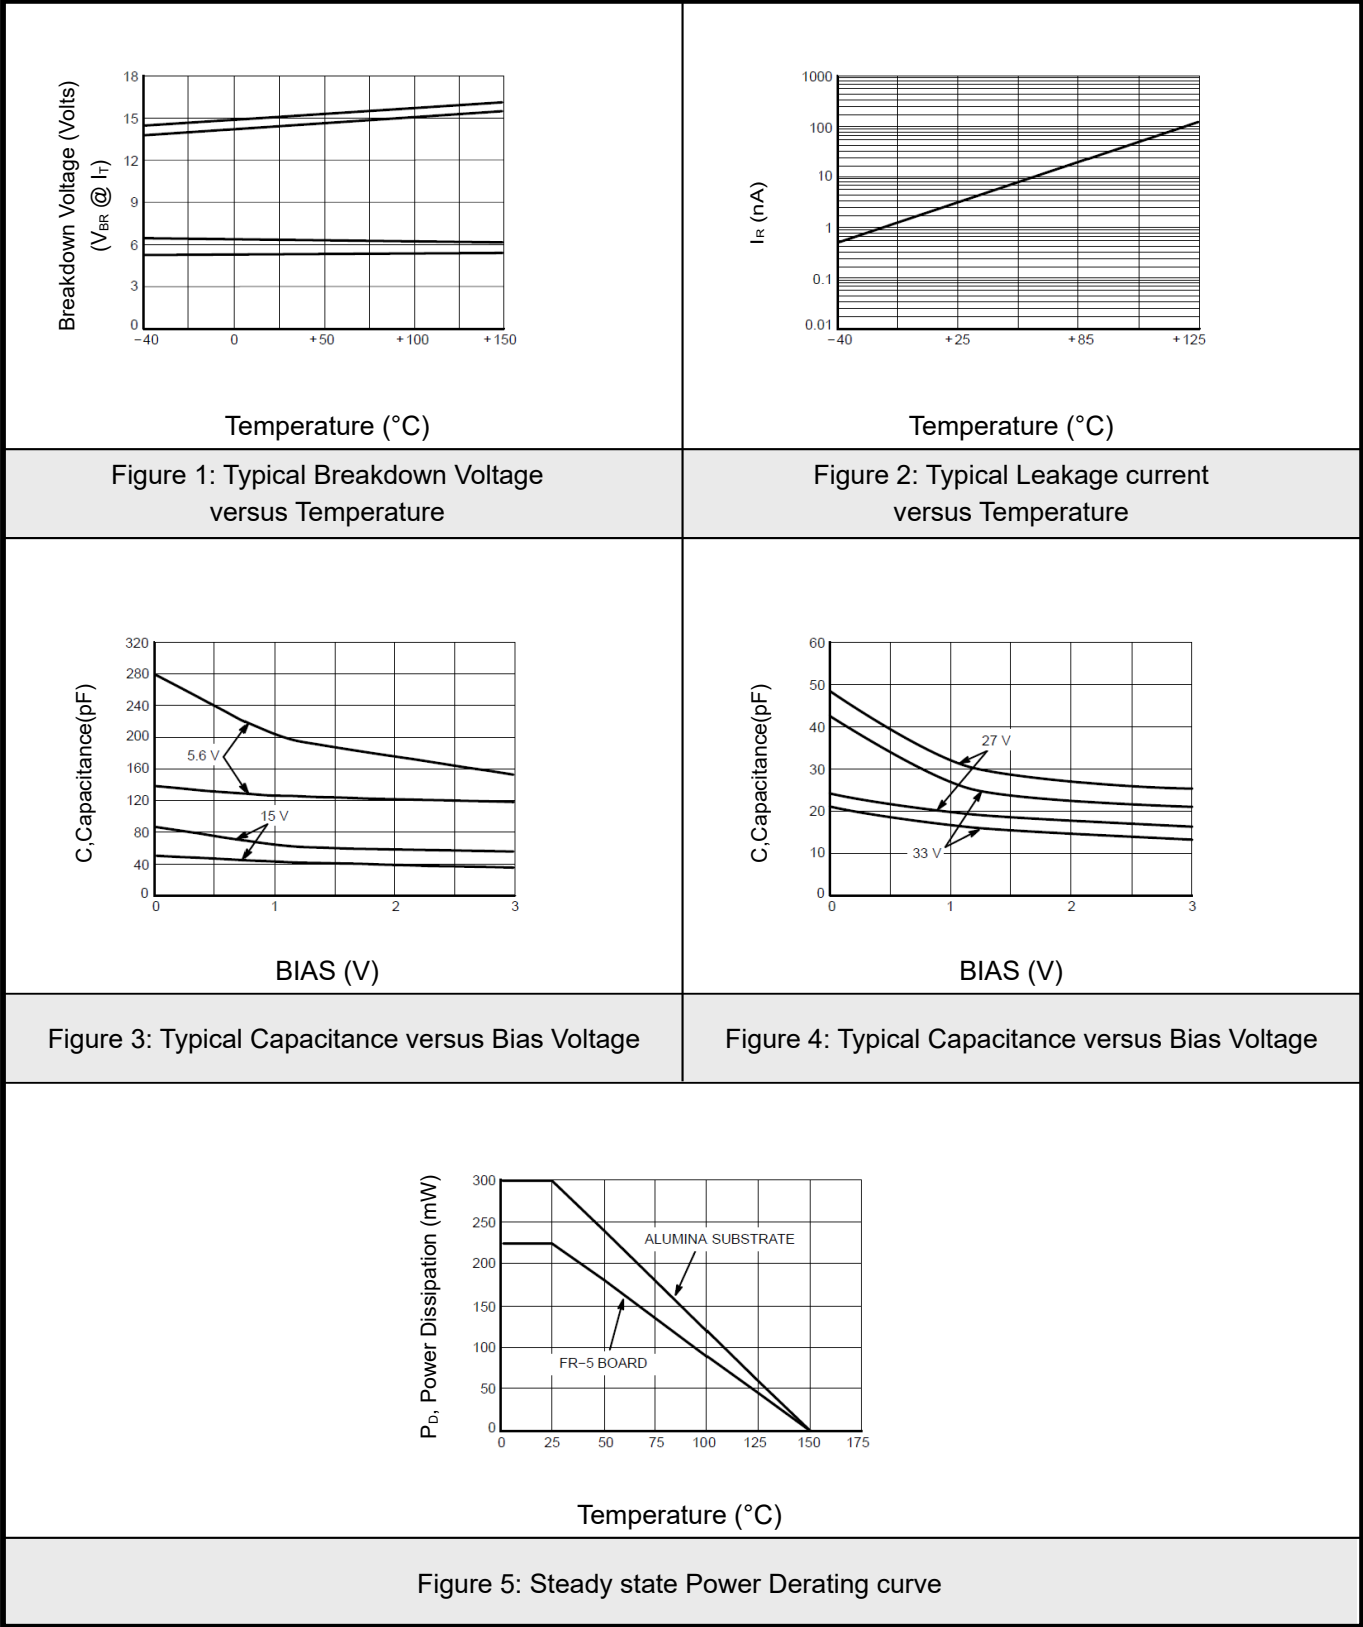 Breakdown Voltage (Volts)
(VBR @ IT)
18
15
12
9
6
3
0
−40 0 +50 +100 +150
Temperature (°C)
Figure 1: Typical Breakdown Voltage
versus Temperature
IR (nA)
1000
100
10
1
0.1
0.01
−40 +25 +85 +125
Temperature (°C)
Figure 2: Typical Leakage current
versus Temperature
C,Capacitance(pF)
320
280
240
200
160
120
80
40
0
5.6 V
15 V
0 1 2 3
BIAS (V)
Figure 3: Typical Capacitance versus Bias Voltage
C,Capacitance(pF)
60
50
40
30
20
10
0
27 V
33 V
0 1 2 3
BIAS (V)
Figure 4: Typical Capacitance versus Bias Voltage
PD, Power Dissipation (mW)
300
250
200
150
100
50
0
ALUMINA SUBSTRATE
FR−5 BOARD
0 25 50 75 100 125 150 175
Temperature (°C)
Figure 5: Steady state Power Derating curve